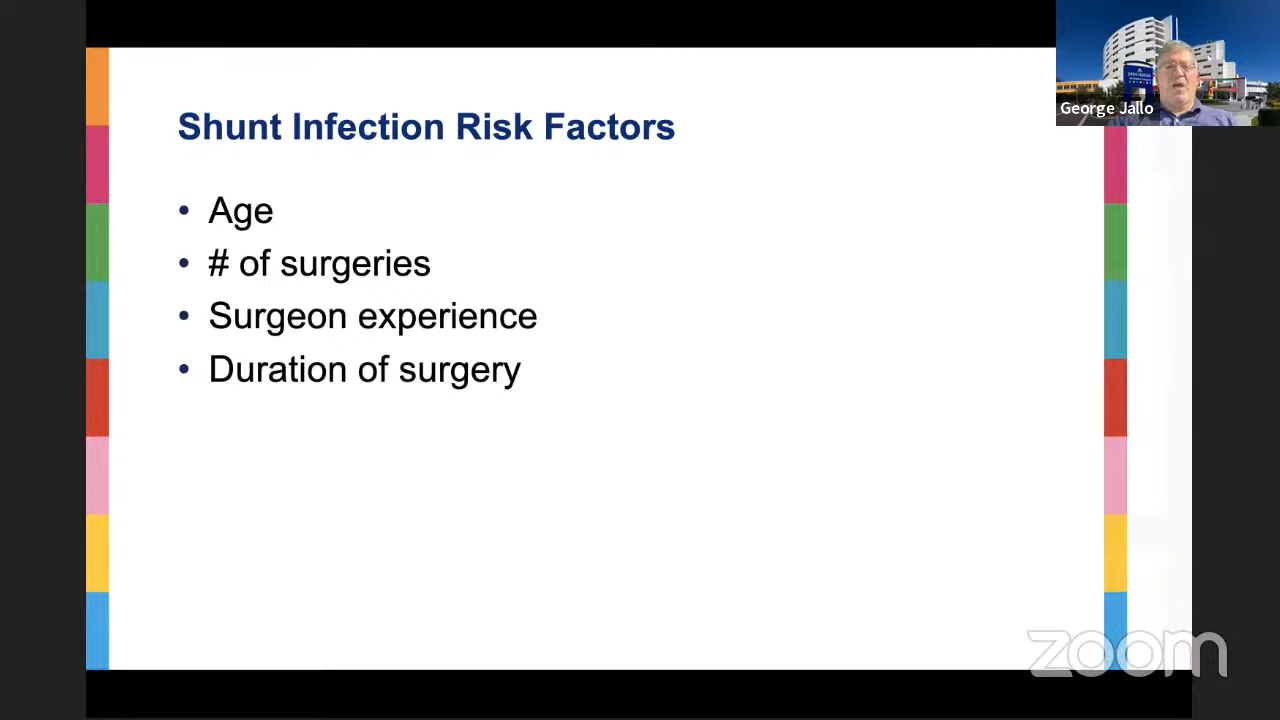 Shunt Infection Risk Factors
• Age
• # of surgeries
• Surgeon experience
• Duration of surgery
George Jallo
zoom